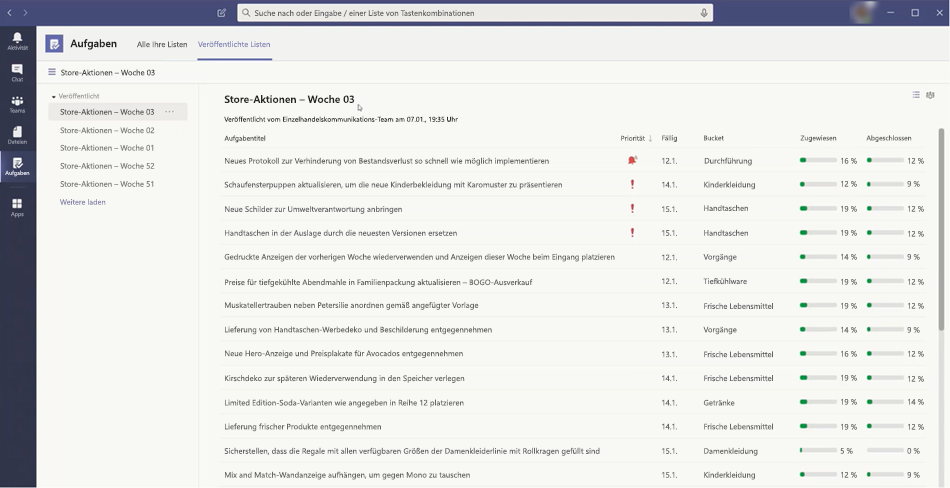 Suche nach oder Eingabe / einer Liste von Tastenkombinationen
Aktivität
Chat
Teams
Dateien
Aufgaben
Apps
Aufgaben Alle Ihre Listen Veröffentlichte Listen
Store-Aktionen – Woche 03
Veröffentlicht
Store-Aktionen – Woche 03
Store-Aktionen – Woche 02
Store-Aktionen – Woche 01
Store-Aktionen – Woche 52
Store-Aktionen – Woche 51
Weitere laden
Store-Aktionen – Woche 03
Veröffentlicht vom Einzelhandelskommunikations-Team am 07.01., 19:35 Uhr
Aufgabentitel Priorität ↓ Fällig Bucket Zugewiesen Abgeschlossen
Neues Protokoll zur Verhinderung von Bestandsverlust so schnell wie möglich implementieren 12.1. Durchführung 16 % 12 %
Schaufensterpuppen aktualisieren, um die neue Kinderbekleidung mit Karomuster zu präsentieren ! 14.1. Kinderkleidung 12 % 9 %
Neue Schilder zur Umweltverantwortung anbringen ! 15.1. Handtaschen 19 % 12 %
Handtaschen in der Auslage durch die neuesten Versionen ersetzen ! 15.1. Handtaschen 19 % 12 %
Gedruckte Anzeigen der vorherigen Woche wiederverwenden und Anzeigen dieser Woche beim Eingang platzieren 12.1. Vorgänge 14 % 9 %
Preise für tiefgekühlte Abendmahle in Familienpackung aktualisieren – BOGO-Ausverkauf 12.1. Tiefkühlware 19 % 12 %
Muskatellertrauben neben Petersilie anordnen gemäß angefügter Vorlage 13.1. Frische Lebensmittel 19 % 12 %
Lieferung von Handtaschen-Werbedeko und Beschilderung entgegennehmen 13.1. Vorgänge 14 % 9 %
Neue Hero-Anzeige und Preisplakate für Avocados entgegennehmen 13.1. Frische Lebensmittel 16 % 12 %
Kirschdeko zur späteren Wiederverwendung in den Speicher verlegen 14.1. Frische Lebensmittel 19 % 12 %
Limited Edition-Soda-Varianten wie angegeben in Reihe 12 platzieren 14.1. Getränke 19 % 14 %
Lieferung frischer Produkte entgegennehmen 14.1. Frische Lebensmittel 19 % 12 %
Sicherstellen, dass die Regale mit allen verfügbaren Größen der Damenkleiderlinie mit Rollkragen gefüllt sind 15.1. Damenkleidung 5 % 0 %
Mix and Match-Wandanzeige aufhängen, um gegen Mono zu tauschen 15.1. Kinderkleidung 12 % 9 %